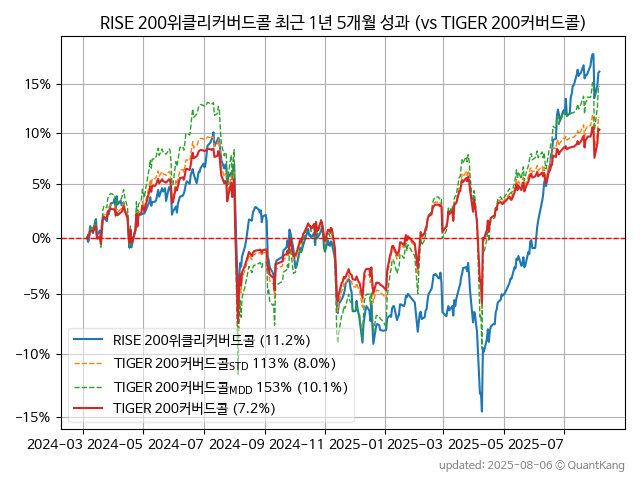 RISE 200위클리커버드콜 최근 1년 5개월 성과 (vs TIGER 200커버드콜)
15%
10%
5%
0%
−5%
−10%
−15%
RISE 200위클리커버드콜 (11.2%)
TIGER 200커버드콜STD 113% (8.0%)
TIGER 200커버드콜MDD 153% (10.1%)
TIGER 200커버드콜 (7.2%)
2024-03 2024-05 2024-07 2024-09 2024-11 2025-01 2025-03 2025-05 2025-07
updated: 2025-08-06 © QuantKang